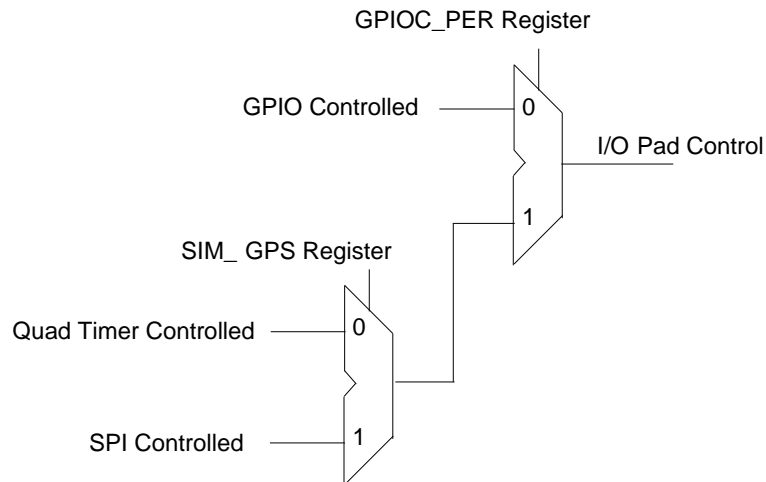 GPIOC_PER Register
GPIO Controlled
0
I/O Pad Control
1
SIM_ GPS Register
Quad Timer Controlled
0
SPI Controlled
1